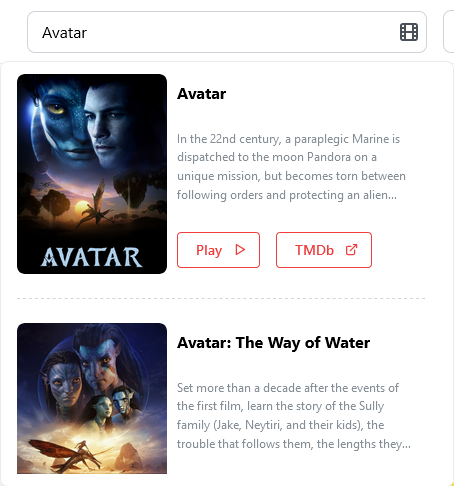 Avatar
Avatar
In the 22nd century, a paraplegic Marine is
dispatched to the moon Pandora on a
unique mission, but becomes torn between
following orders and protecting an alien...
AVATAR
Play
TMDb
Avatar: The Way of Water
Set more than a decade after the events of
the first film, learn the story of the Sully
family (Jake, Neytiri, and their kids), the
trouble that follows them, the lengths they...